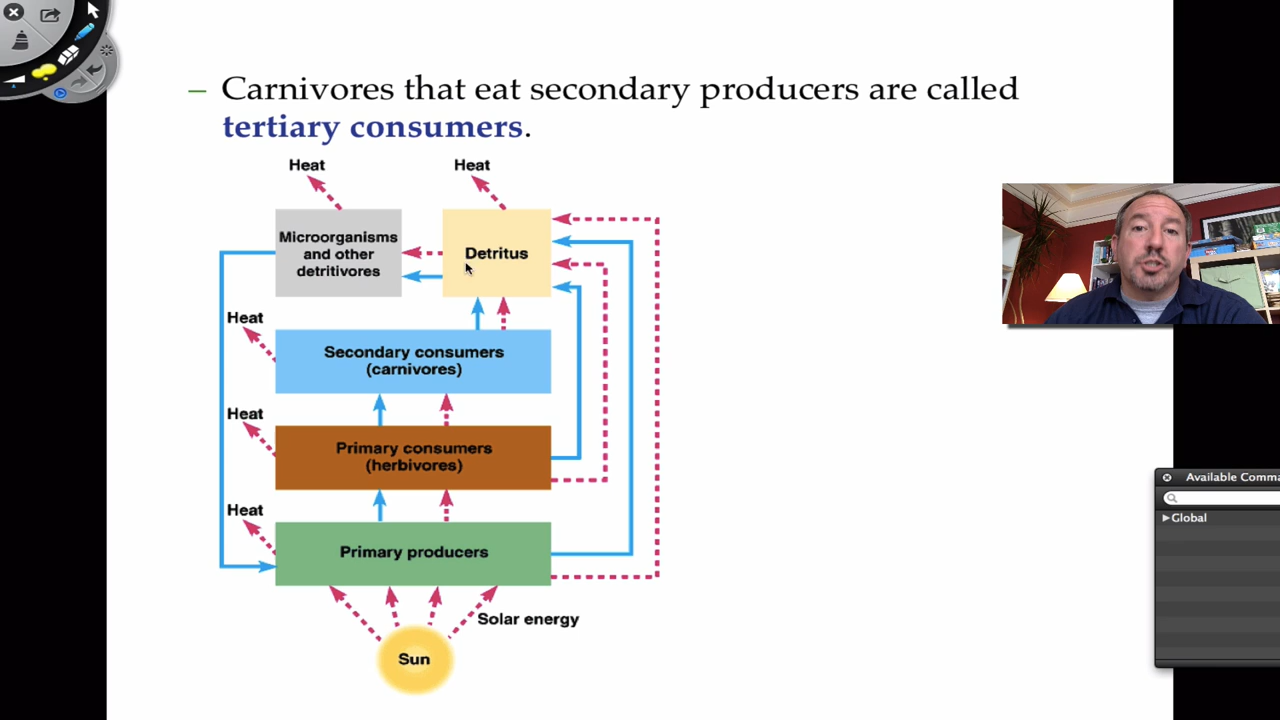 – Carnivores that eat secondary producers are called
tertiary consumers.
Heat
Heat
Microorganisms
and other
detritivores
Detritus
Heat
Secondary consumers
(carnivores)
Heat
Primary consumers
(herbivores)
Heat
Primary producers
Solar energy
Sun
Available Comma
Global